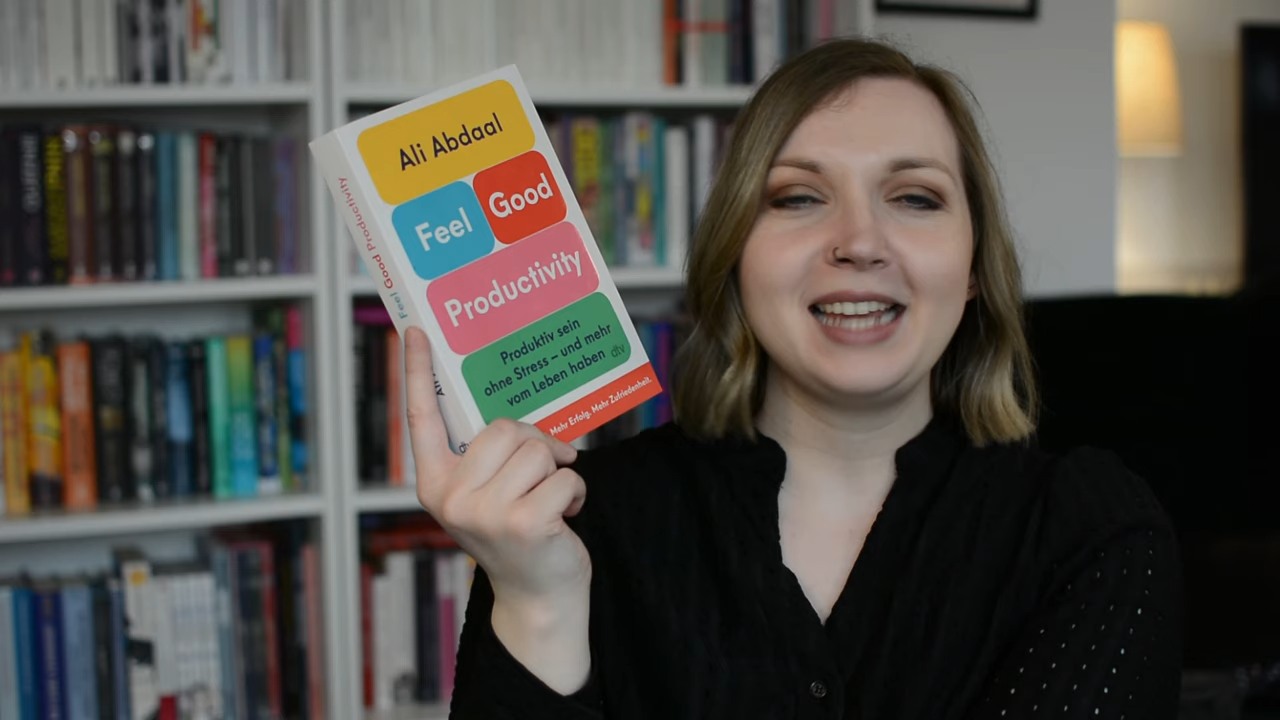 Ali Abdaal
Feel
Good
Productivity
Produktiv sein
ohne Stress – und mehr
vom Leben haben
dtv
Mehr Erfolg. Mehr Zufriedenheit.
Feel Good Productivity